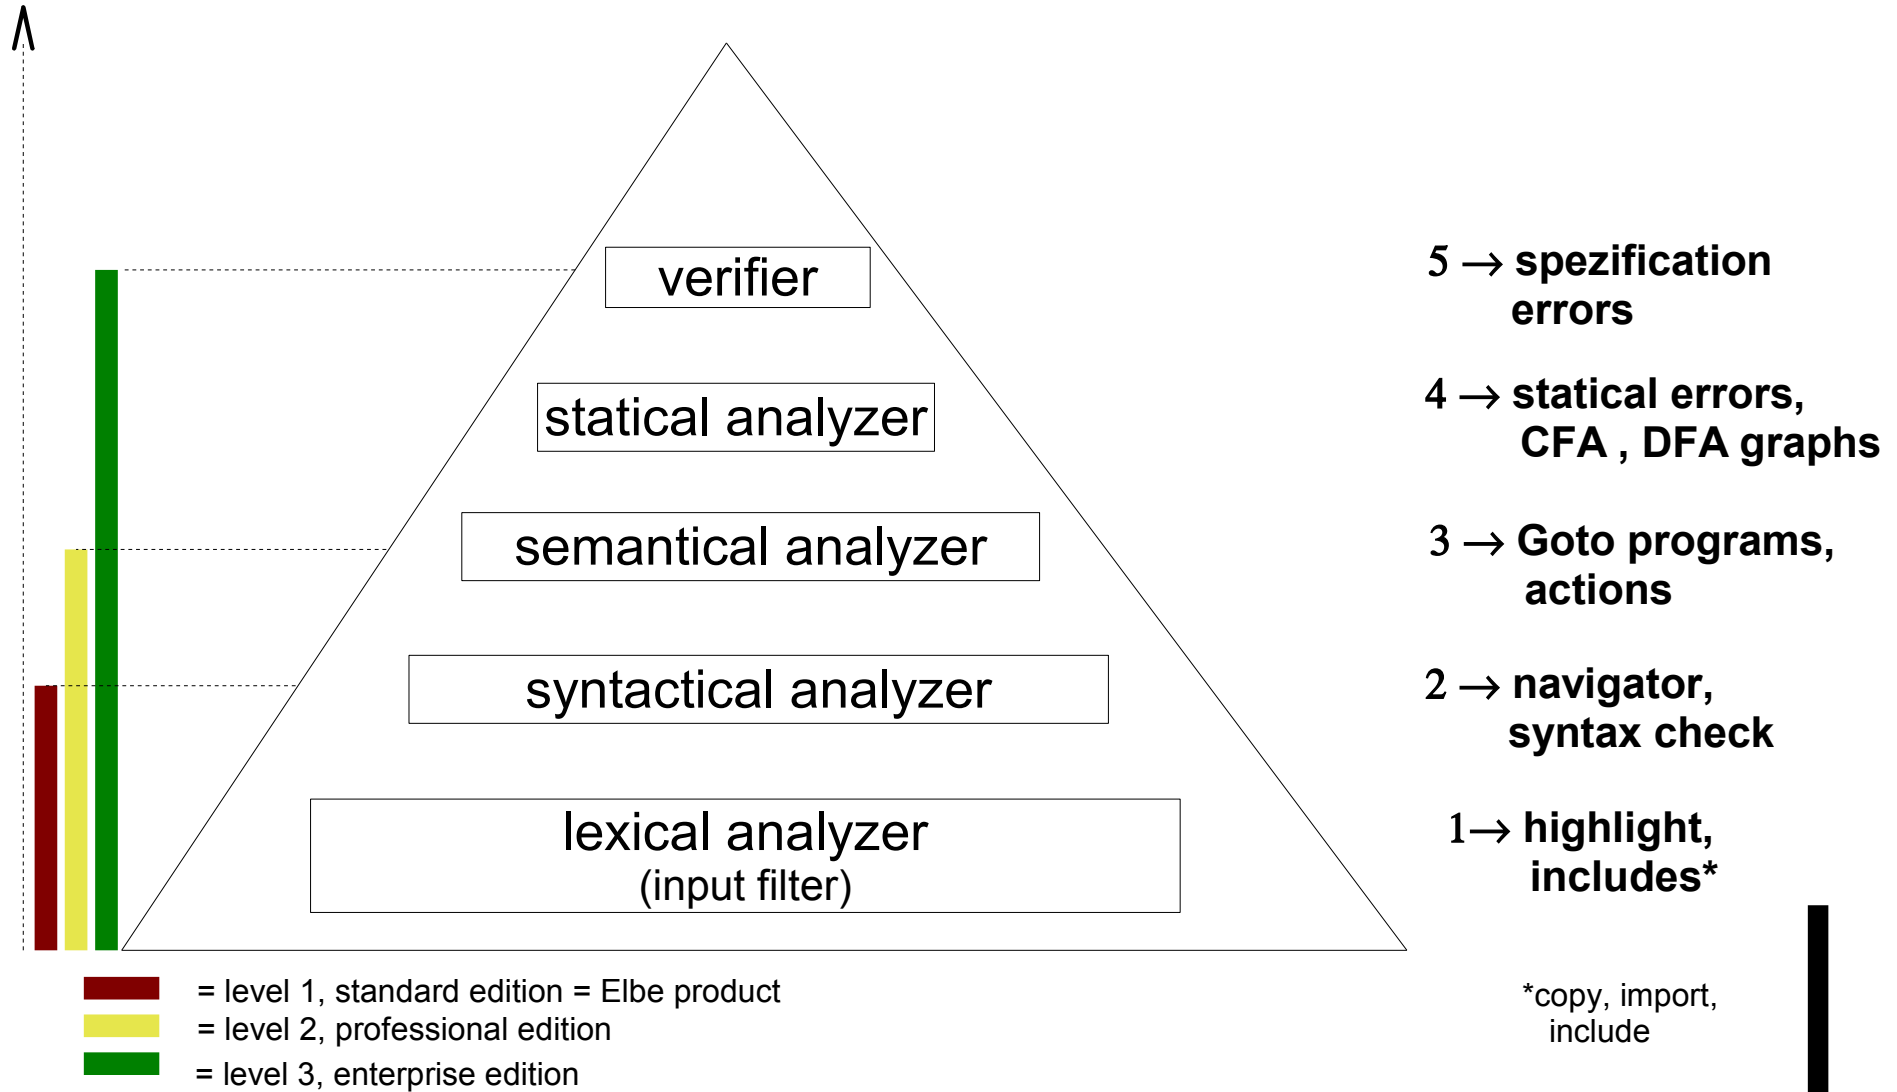 verifier
statical analyzer
semantical analyzer
syntactical analyzer
lexical analyzer
(input filter)
5 → spezification
errors
4 → statical errors,
CFA , DFA graphs
3 → Goto programs,
actions
2 → navigator,
syntax check
1→ highlight,
includes*
= level 1, standard edition = Elbe product
= level 2, professional edition
= level 3, enterprise edition
*copy, import,
include